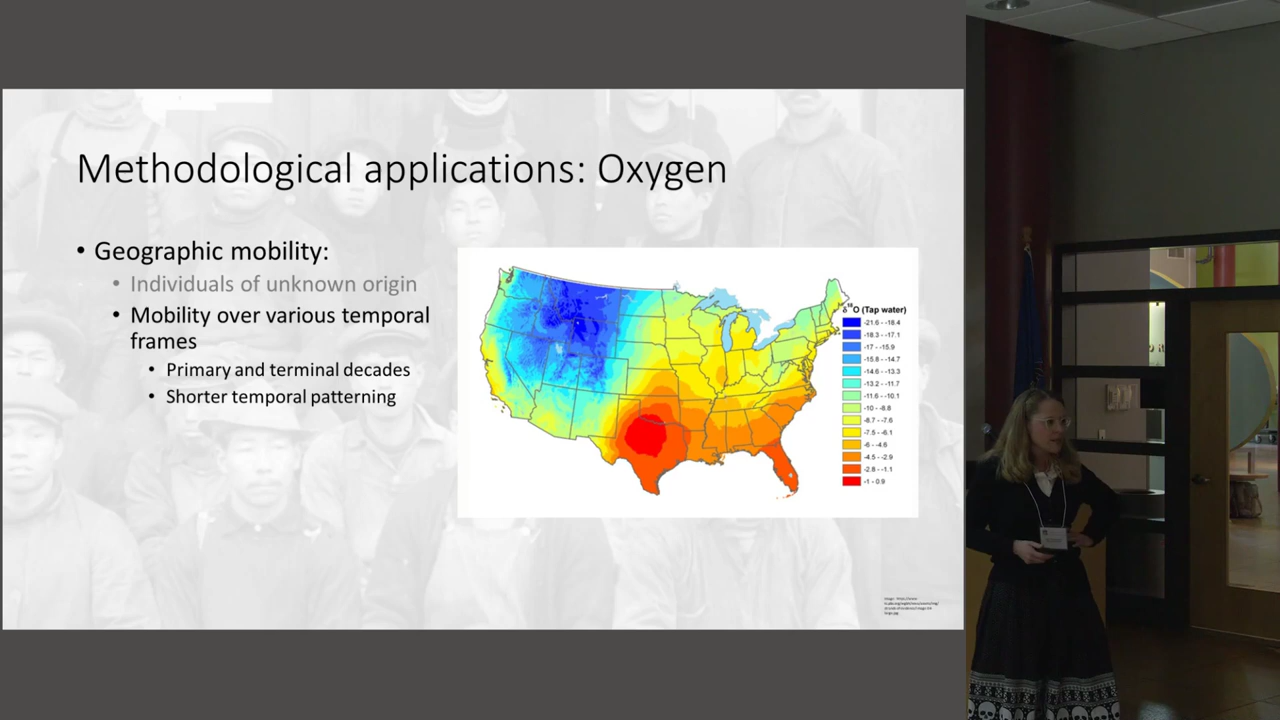 Methodological applications: Oxygen
• Geographic mobility:
• Individuals of unknown origin
• Mobility over various temporal
frames
• Primary and terminal decades
• Shorter temporal patterning
δ18O (Tap water)
-21.6 - -18.4
-18.3 - -17.1
-17 - -15.9
-15.8 - -14.7
-14.6 - -13.3
-13.2 - -11.7
-11.6 - -10.1
-10 - -8.8
-8.7 - -7.6
-7.5 - -6.1
-6 - -4.6
-4.5 - -2.9
-2.8 - -1.1
-1 - 0.9